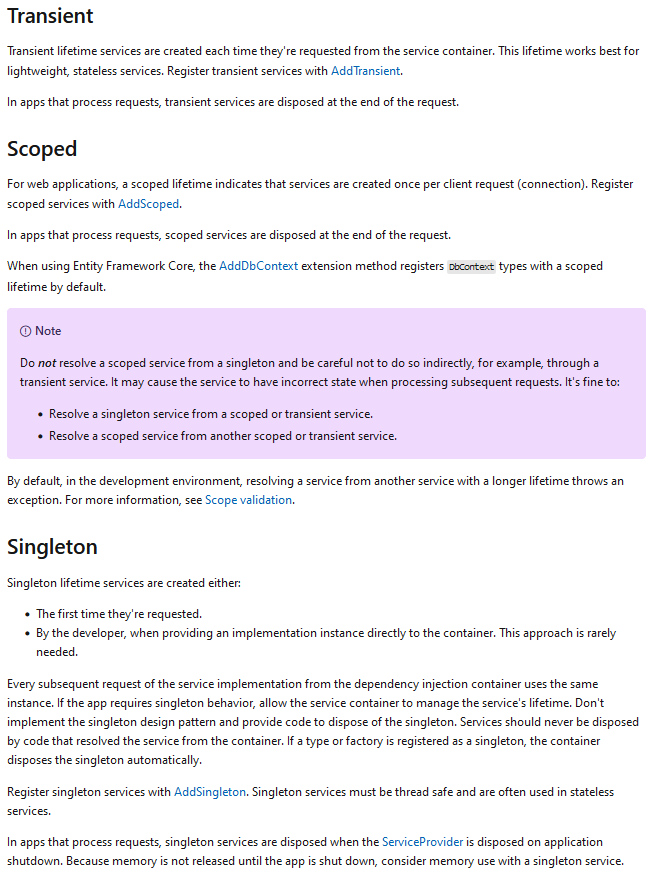 Transient
Transient lifetime services are created each time they're requested from the service container. This lifetime works best for
lightweight, stateless services. Register transient services with AddTransient.
In apps that process requests, transient services are disposed at the end of the request.
Scoped
For web applications, a scoped lifetime indicates that services are created once per client request (connection). Register
scoped services with AddScoped.
In apps that process requests, scoped services are disposed at the end of the request.
When using Entity Framework Core, the AddDbContext extension method registers DbContext types with a scoped
lifetime by default.
Note
Do not resolve a scoped service from a singleton and be careful not to do so indirectly, for example, through a
transient service. It may cause the service to have incorrect state when processing subsequent requests. It's fine to:
• Resolve a singleton service from a scoped or transient service.
• Resolve a scoped service from another scoped or transient service.
By default, in the development environment, resolving a service from another service with a longer lifetime throws an
exception. For more information, see Scope validation.
Singleton
Singleton lifetime services are created either:
• The first time they're requested.
• By the developer, when providing an implementation instance directly to the container. This approach is rarely
needed.
Every subsequent request of the service implementation from the dependency injection container uses the same
instance. If the app requires singleton behavior, allow the service container to manage the service's lifetime. Don't
implement the singleton design pattern and provide code to dispose of the singleton. Services should never be disposed
by code that resolved the service from the container. If a type or factory is registered as a singleton, the container
disposes the singleton automatically.
Register singleton services with AddSingleton. Singleton services must be thread safe and are often used in stateless
services.
In apps that process requests, singleton services are disposed when the ServiceProvider is disposed on application
shutdown. Because memory is not released until the app is shut down, consider memory use with a singleton service.